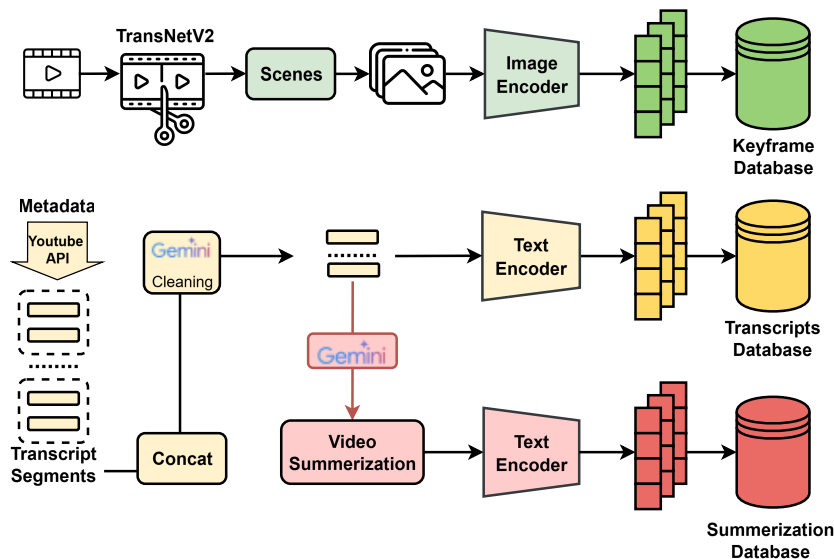 TransNetV2
Scenes
Image
Encoder
Keyframe
Database
Metadata
Youtube
API
Gemini
Cleaning
Text
Encoder
Transcripts
Database
Gemini
Transcript
Segments
Concat
Video
Summerization
Text
Encoder
Summerization
Database